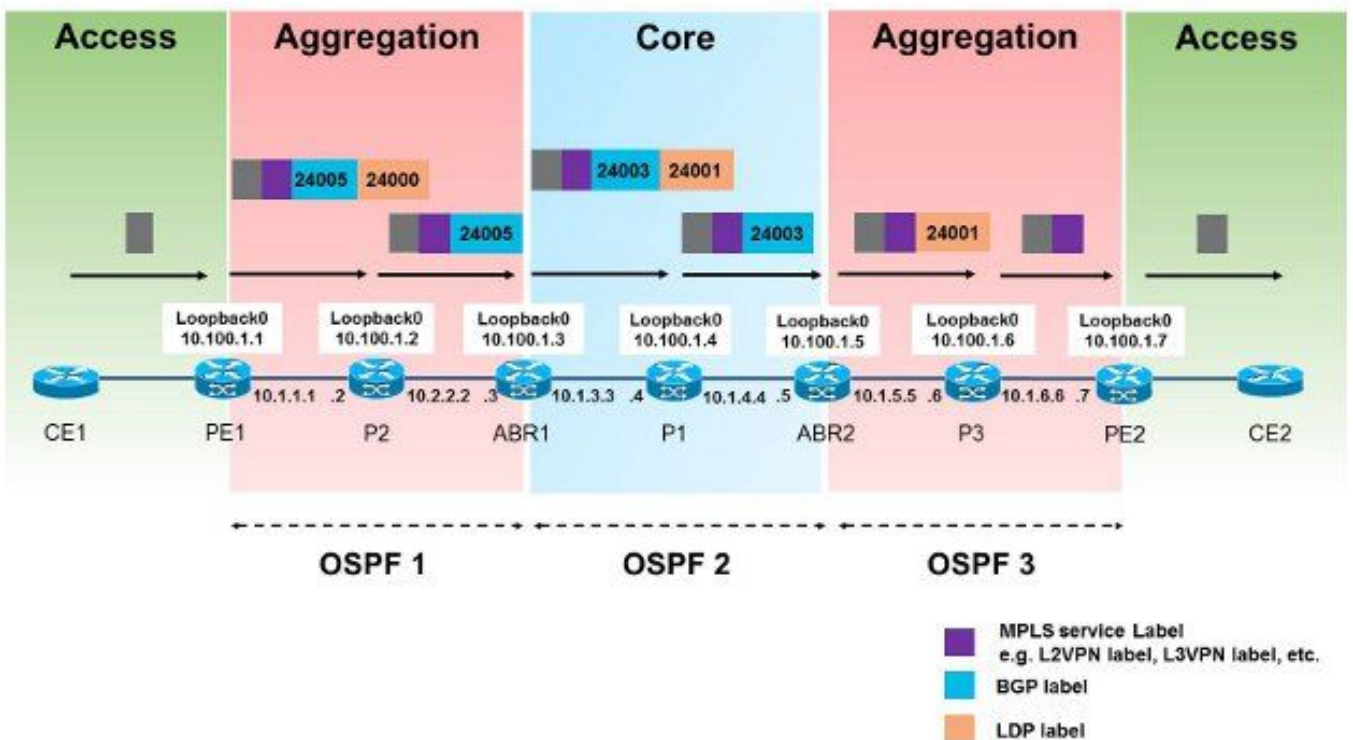 Access
Aggregation
Core
Aggregation
Access
24005 24000
24003 24001
24005
24003
24001
Loopback0
10.100.1.1
Loopback0
10.100.1.2
Loopback0
10.100.1.3
Loopback0
10.100.1.4
Loopback0
10.100.1.5
Loopback0
10.100.1.6
Loopback0
10.100.1.7
10.1.1.1 .2 10.2.2.2 .3 10.1.3.3 .4 10.1.4.4 .5 10.1.5.5 .6 10.1.6.6 .7
CE1 PE1 P2 ABR1 P1 ABR2 P3 PE2 CE2
OSPF 1 OSPF 2 OSPF 3
MPLS service Label
e.g. L2VPN label, L3VPN label, etc.
BGP label
LDP label